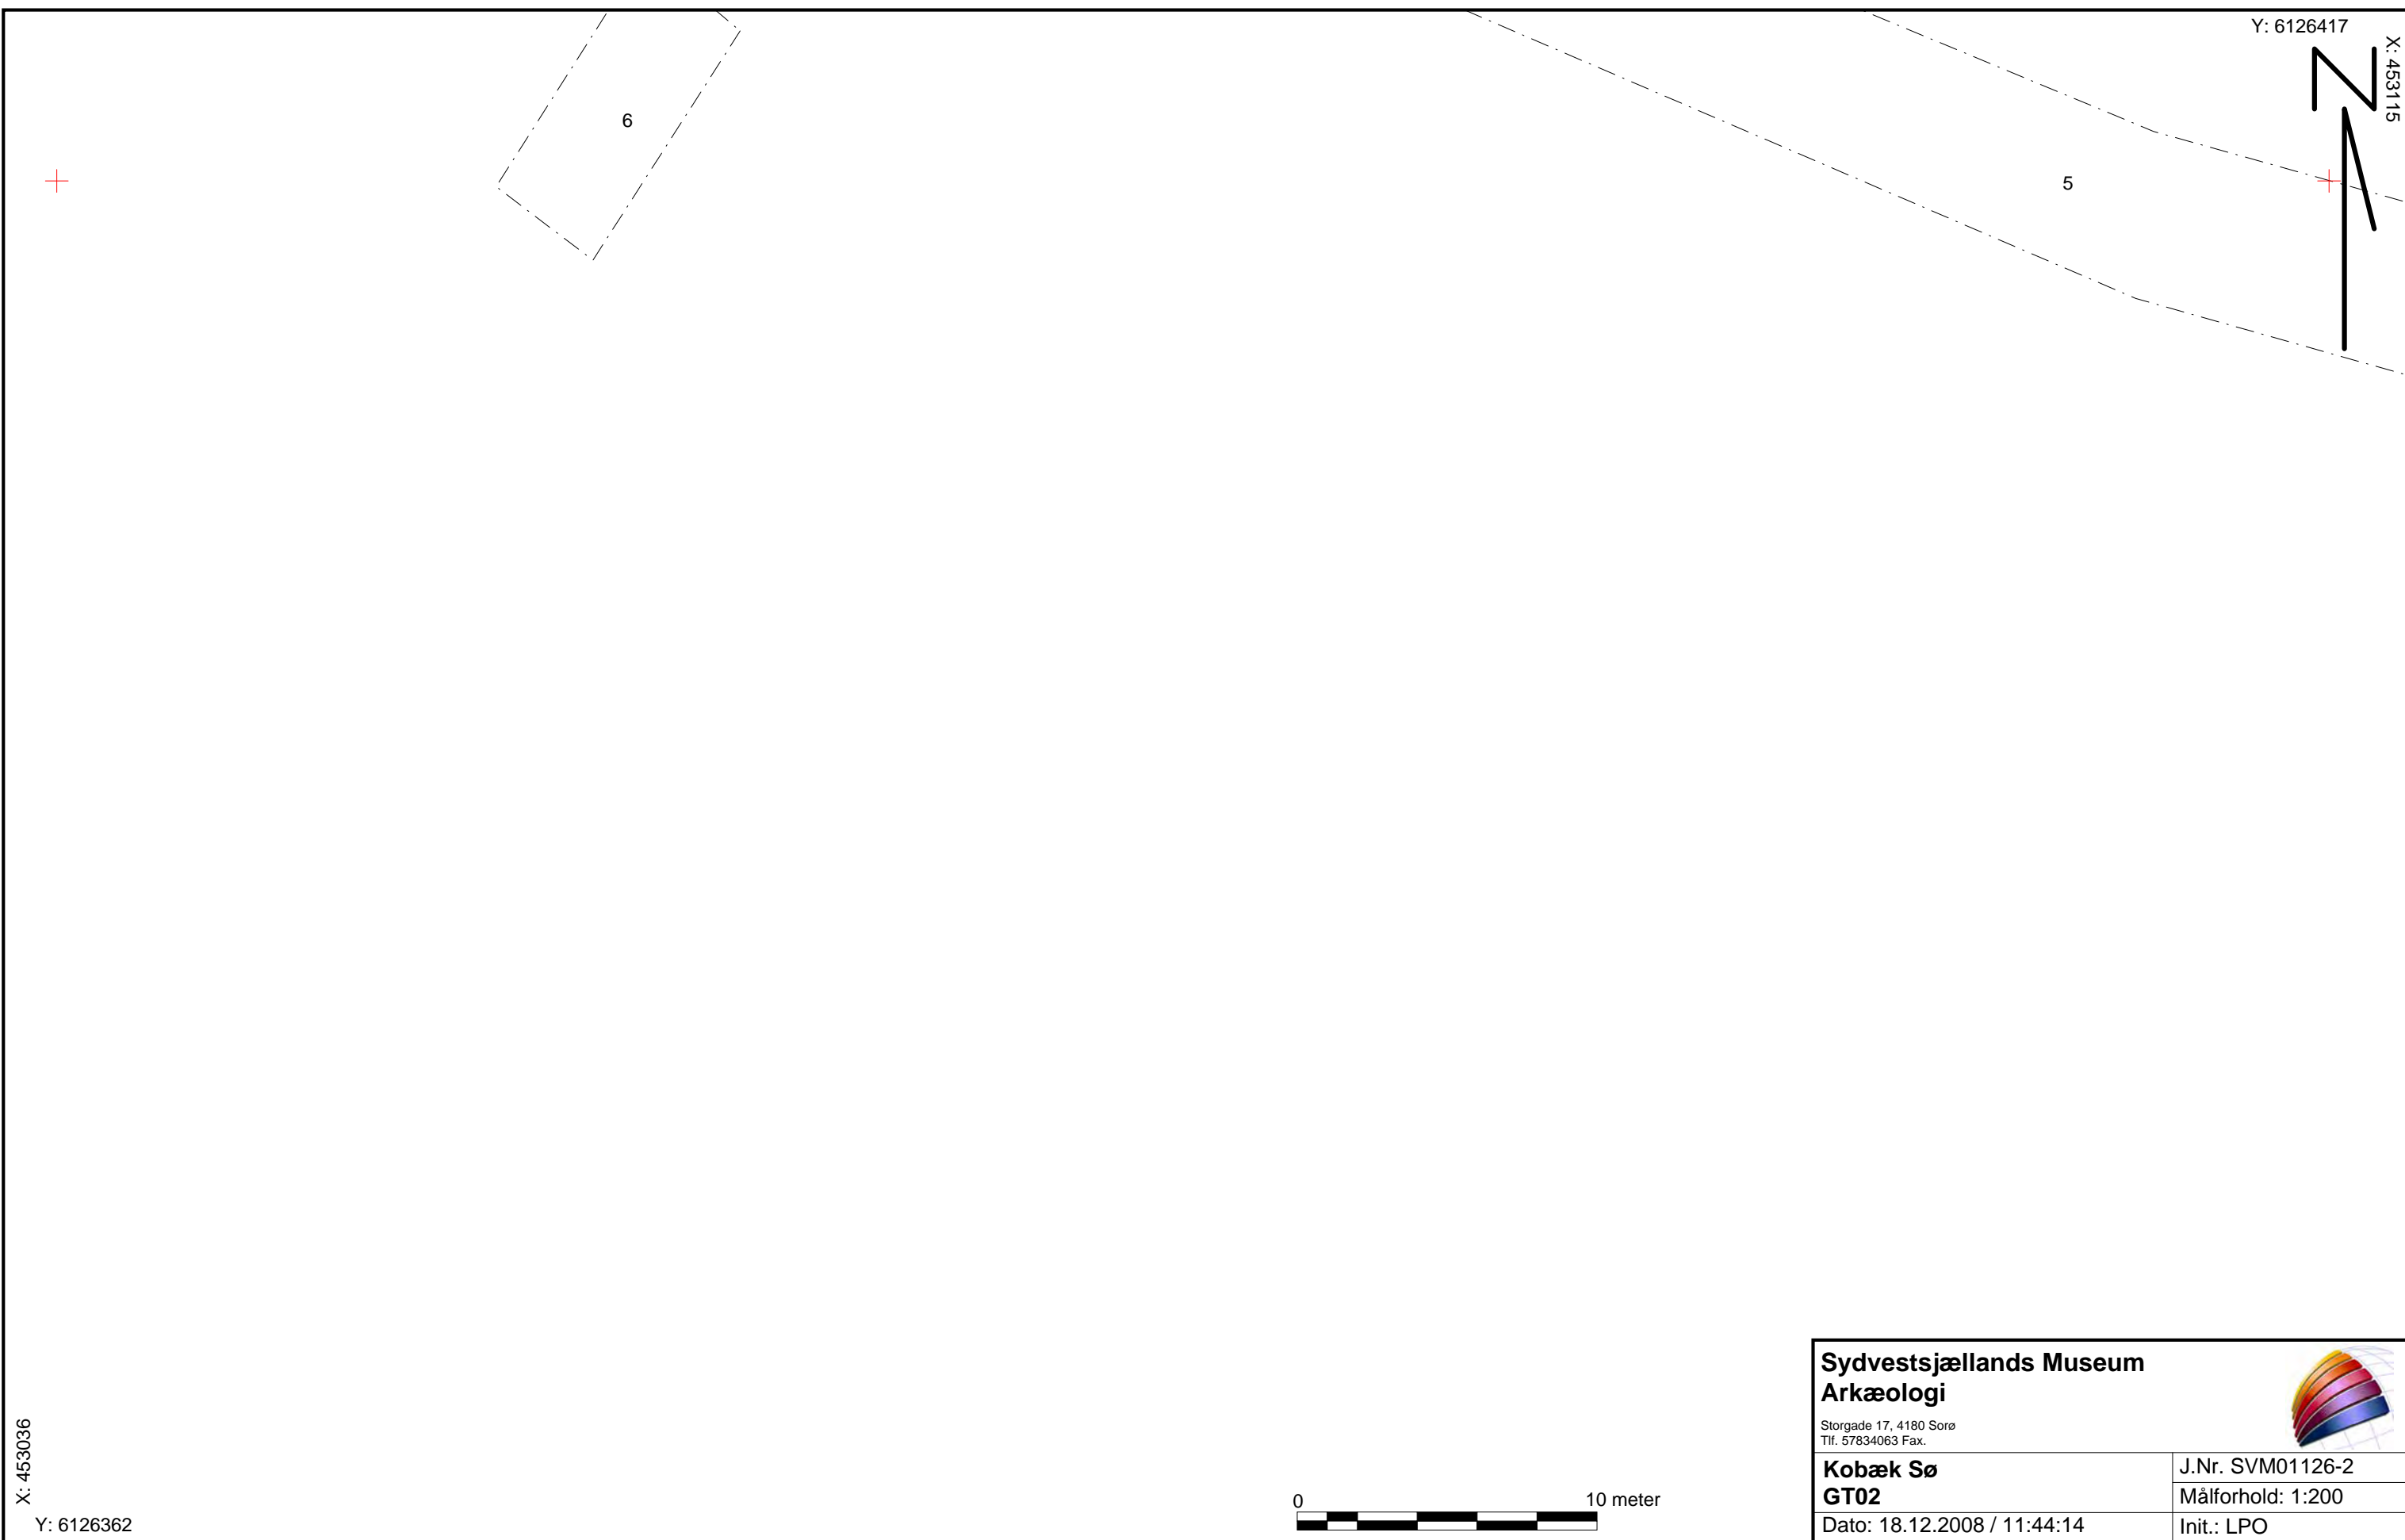 Y: 6126417
X: 453115
6
5
X: 453036
Y: 6126362
0
10 meter
Sydvestsjællands Museum
Arkæologi
Storgade 17, 4180 Sorø
Tlf. 57834063 Fax.
Kobæk Sø
GT02
J.Nr. SVM01126-2
Målforhold: 1:200
Dato: 18.12.2008 / 11:44:14
Init.: LPO